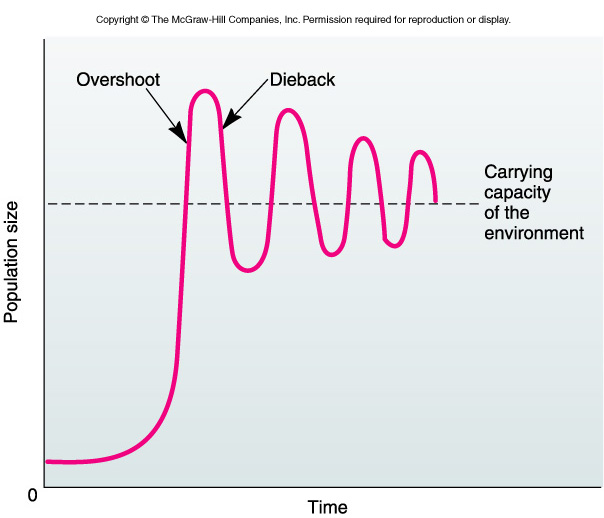 Copyright © The McGraw-Hill Companies, Inc. Permission required for reproduction or display.
Overshoot
Dieback
Carrying
capacity
of the
environment
Population size
0
Time